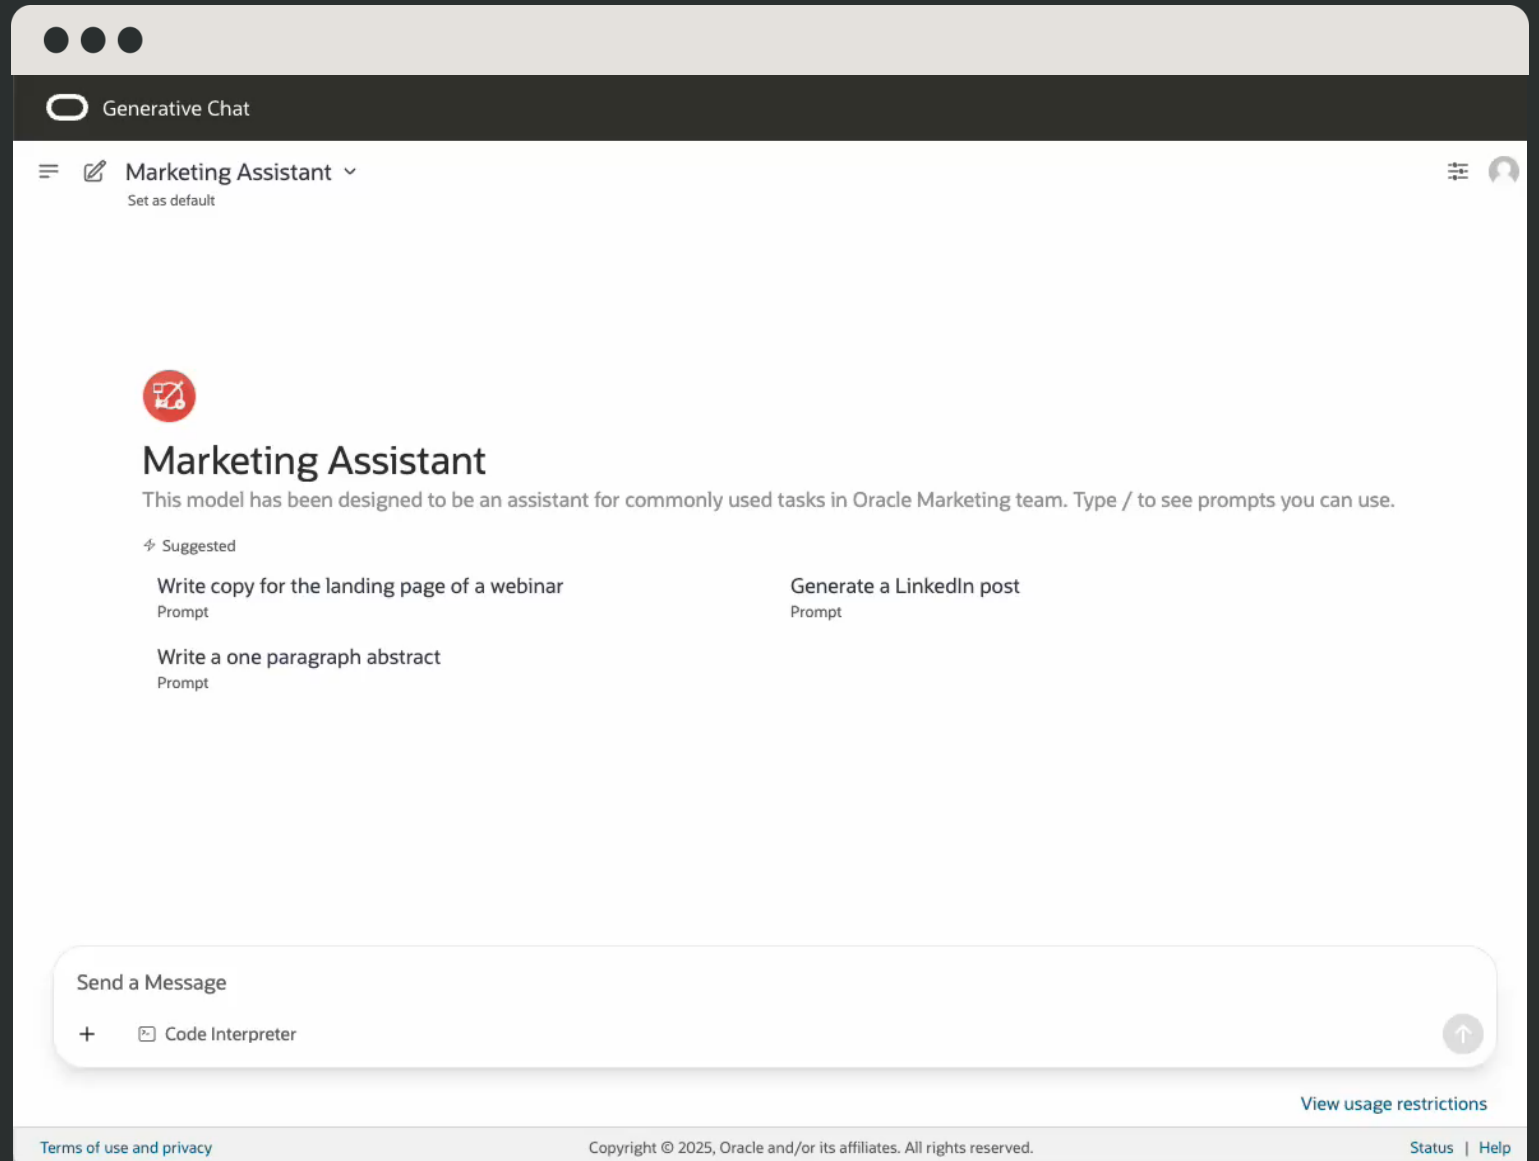 Generative Chat
Marketing Assistant
Set as default
Marketing Assistant
This model has been designed to be an assistant for commonly used tasks in Oracle Marketing team. Type / to see prompts you can use.
Suggested
Write copy for the landing page of a webinar
Prompt
Generate a LinkedIn post
Prompt
Write a one paragraph abstract
Prompt
Send a Message
Code Interpreter
View usage restrictions
Terms of use and privacy
Copyright © 2025, Oracle and/or its affiliates. All rights reserved.
Status | Help